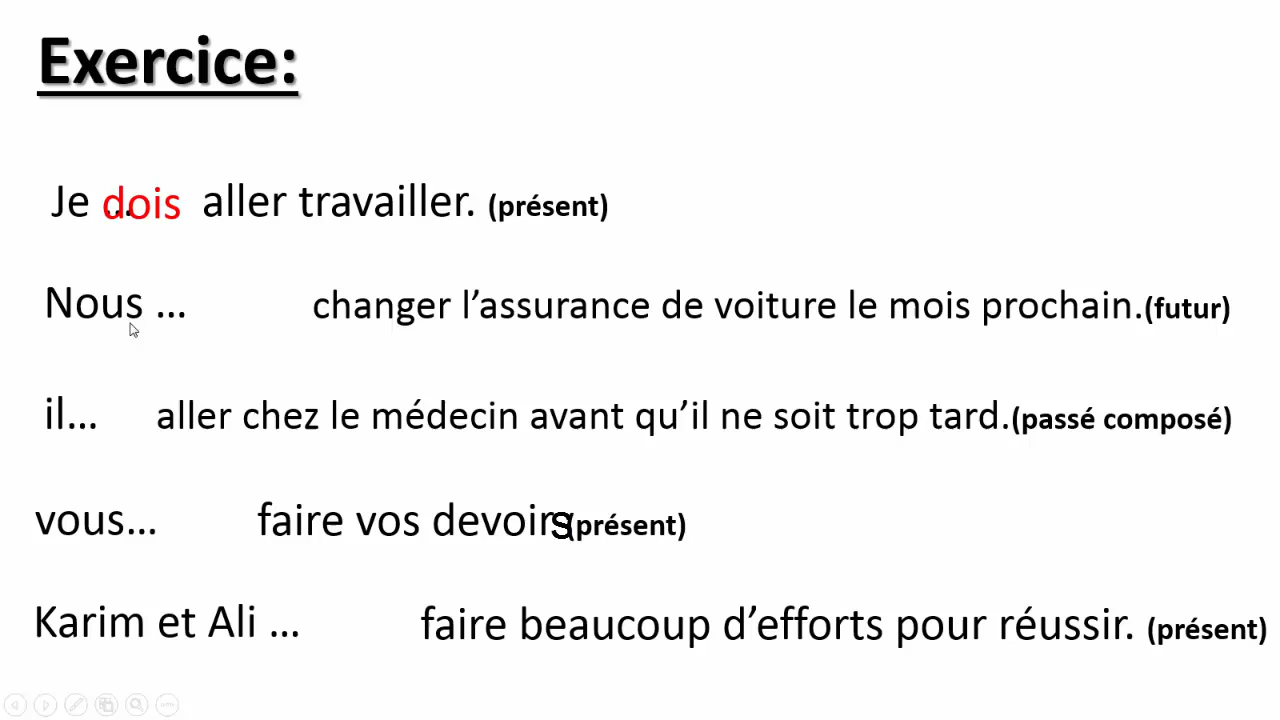 Exercice:
Je ... dois aller travailler. (présent)
Nous ... changer l’assurance de voiture le mois prochain.(futur)
il... aller chez le médecin avant qu’il ne soit trop tard.(passé composé)
vous... faire vos devoirs(présent)
Karim et Ali ... faire beaucoup d’efforts pour réussir. (présent)